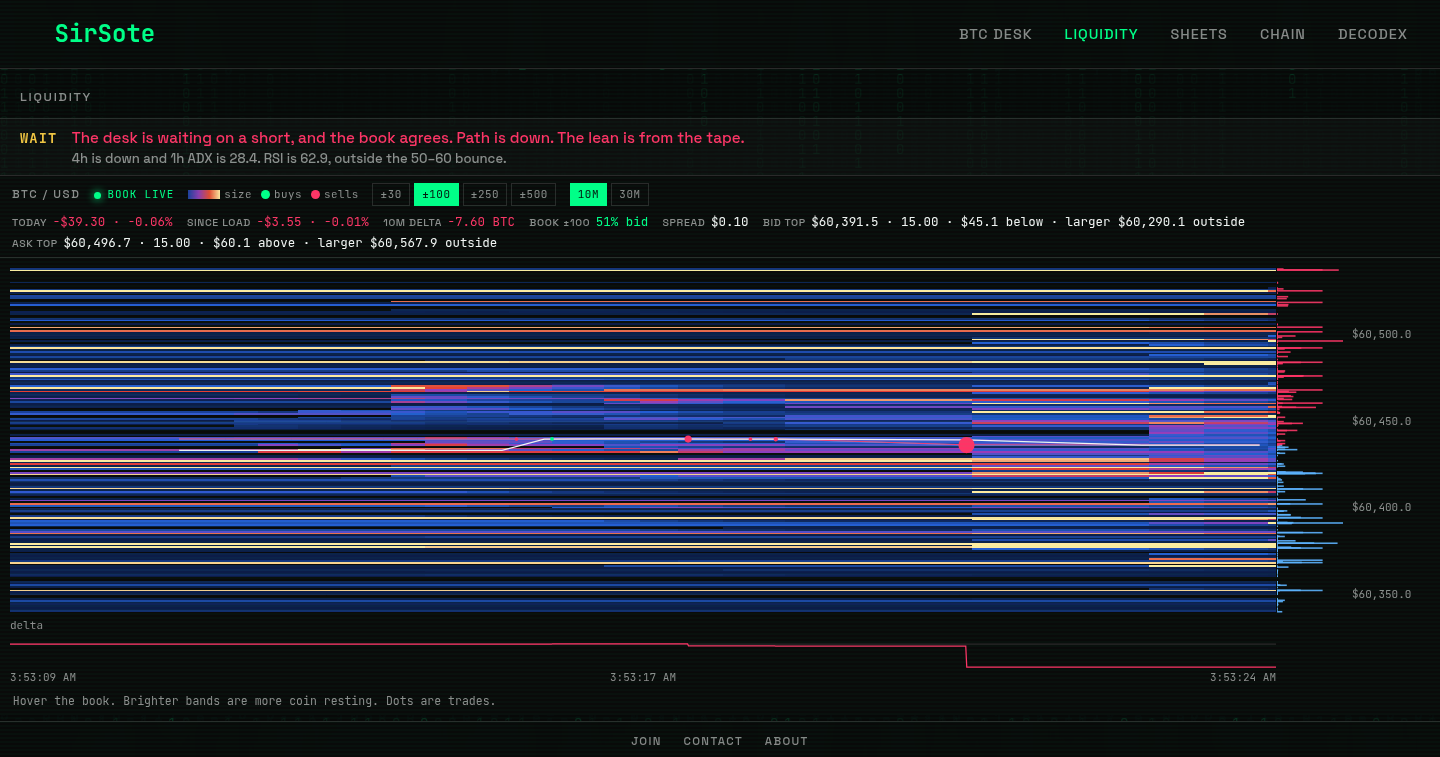 SirSote
BTC DESK LIQUIDITY SHEETS CHAIN DECODEX
LIQUIDITY
WAIT The desk is waiting on a short, and the book agrees. Path is down. The lean is from the tape.
4h is down and 1h ADX is 28.4. RSI is 62.9, outside the 50–60 bounce.
BTC / USD BOOK LIVE size buys sells ±30 ±100 ±250 ±500 10M 30M
TODAY -$39.30 · -0.06% SINCE LOAD -$3.55 · -0.01% 10M DELTA -7.60 BTC BOOK ±100 51% bid SPREAD $0.10 BID TOP $60,391.5 · 15.00 · $45.1 below · larger $60,290.1 outside
ASK TOP $60,496.7 · 15.00 · $60.1 above · larger $60,567.9 outside
$60,500.0
$60,450.0
$60,400.0
$60,350.0
delta
3:53:09 AM 3:53:17 AM 3:53:24 AM
Hover the book. Brighter bands are more coin resting. Dots are trades.
JOIN CONTACT ABOUT